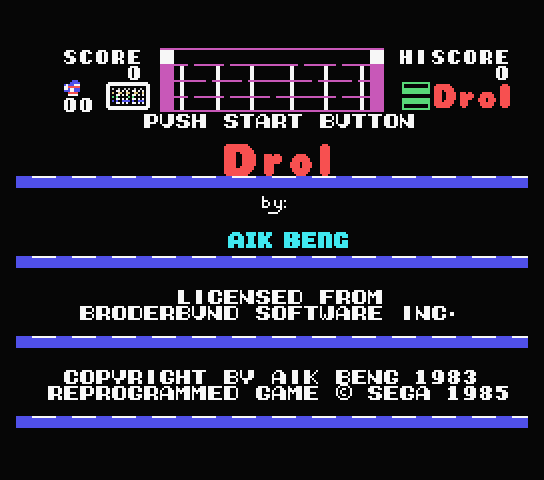 SCORE
0
00
HISCORE
0
Drol
PUSH START BUTTON
Drol
by:
AIK BENG
LICENSED FROM
BRODERBUND SOFTWARE INC.
COPYRIGHT BY AIK BENG 1983
REPROGRAMMED GAME © SEGA 1985